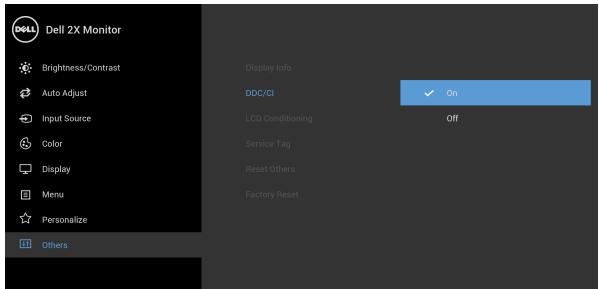 DELL
Dell 2X Monitor
Brightness/Contrast
Auto Adjust
Input Source
Color
Display
Menu
Personalize
Others
Display Info
DDC/CI
LCD Conditioning
Service Tag
Reset Others
Factory Reset
On
Off